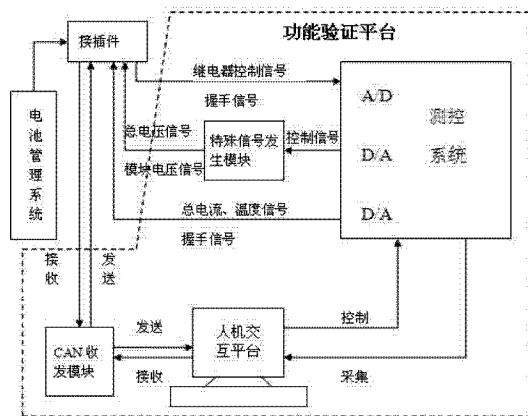 功能验证平台
接插件
继电器控制信号
握手信号
A/D
测控
系统
D/A
D/A
电池管理系统
总电压信号
模块电压信号
特殊信号发
生模块
控制信号
总电流、温度信号
握手信号
接收
发送
CAN 收
发模块
发送
接收
人机交
互平台
控制
采集